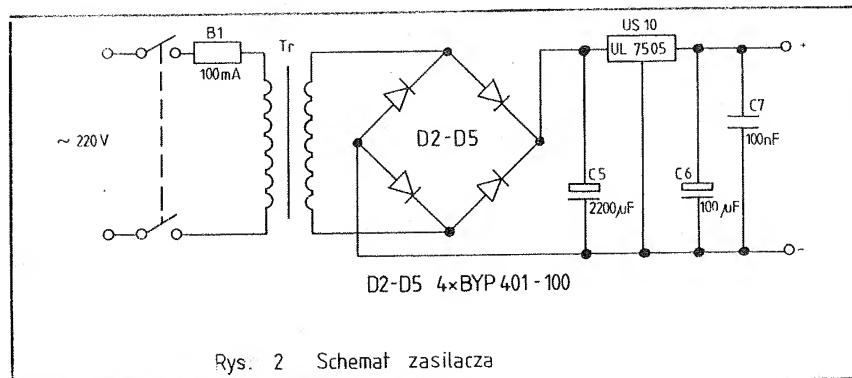 B1
100mA
Tr
~ 220V
D2-D5
US 10
UL 7505
+
C5
2200µF
C6
100µF
C7
100nF
-
D2-D5 4×BYP 401-100
Rys. 2 Schemat zasilacza